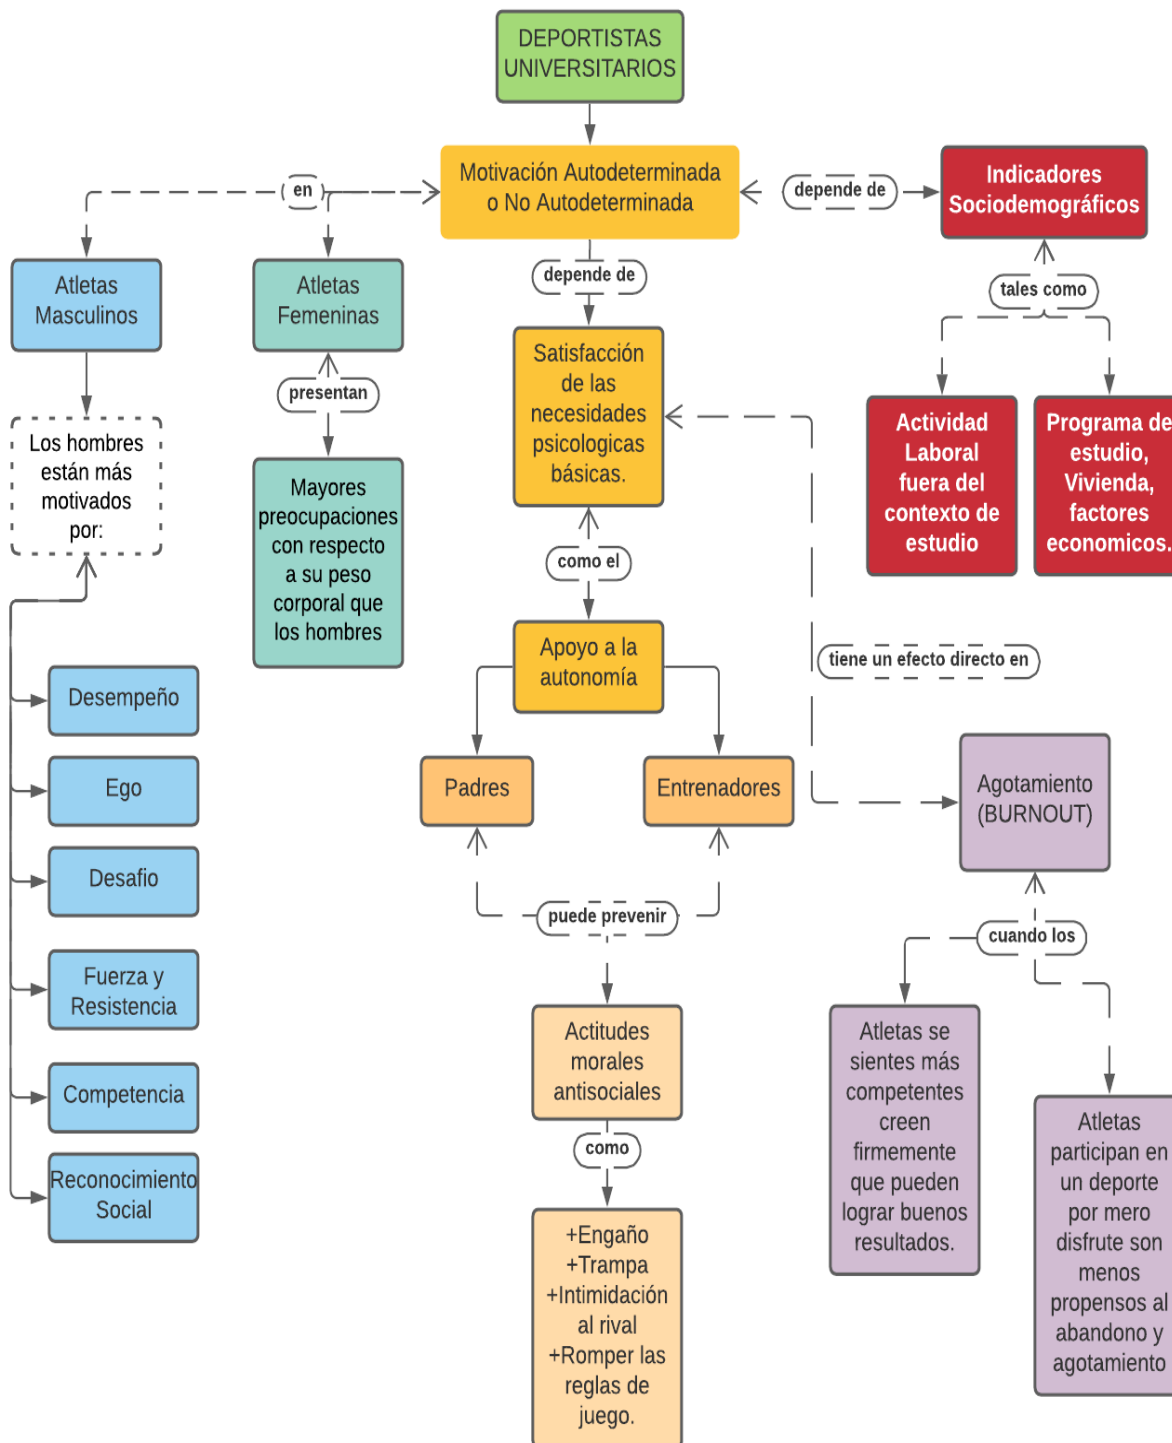 DEPORTISTAS
UNIVERSITARIOS
Motivación Autodeterminada
o No Autodeterminada
en
depende de
Indicadores
Sociodemográficos
Atletas
Masculinos
Atletas
Femeninas
depende de
tales como
presentan
Satisfacción
de las
necesidades
psicologicas
básicas.
Actividad
Laboral
fuera del
contexto de
estudio
Programa de
estudio,
Vivienda,
factores
economicos.
Los hombres
están más
motivados
por:
Mayores
preocupaciones
con respecto
a su peso
corporal que
los hombres
como el
Apoyo a la
autonomía
tiene un efecto directo en
Desempeño
Ego
Desafio
Fuerza y
Resistencia
Competencia
Reconocimiento
Social
Padres
Entrenadores
Agotamiento
(BURNOUT)
puede prevenir
cuando los
Actitudes
morales
antisociales
como
+Engaño
+Trampa
+Intimidación
al rival
+Romper las
reglas de
juego.
Atletas se
sientes más
competentes
creen
firmemente
que pueden
lograr buenos
resultados.
Atletas
participan en
un deporte
por mero
disfrute son
menos
propensos al
abandono y
agotamiento